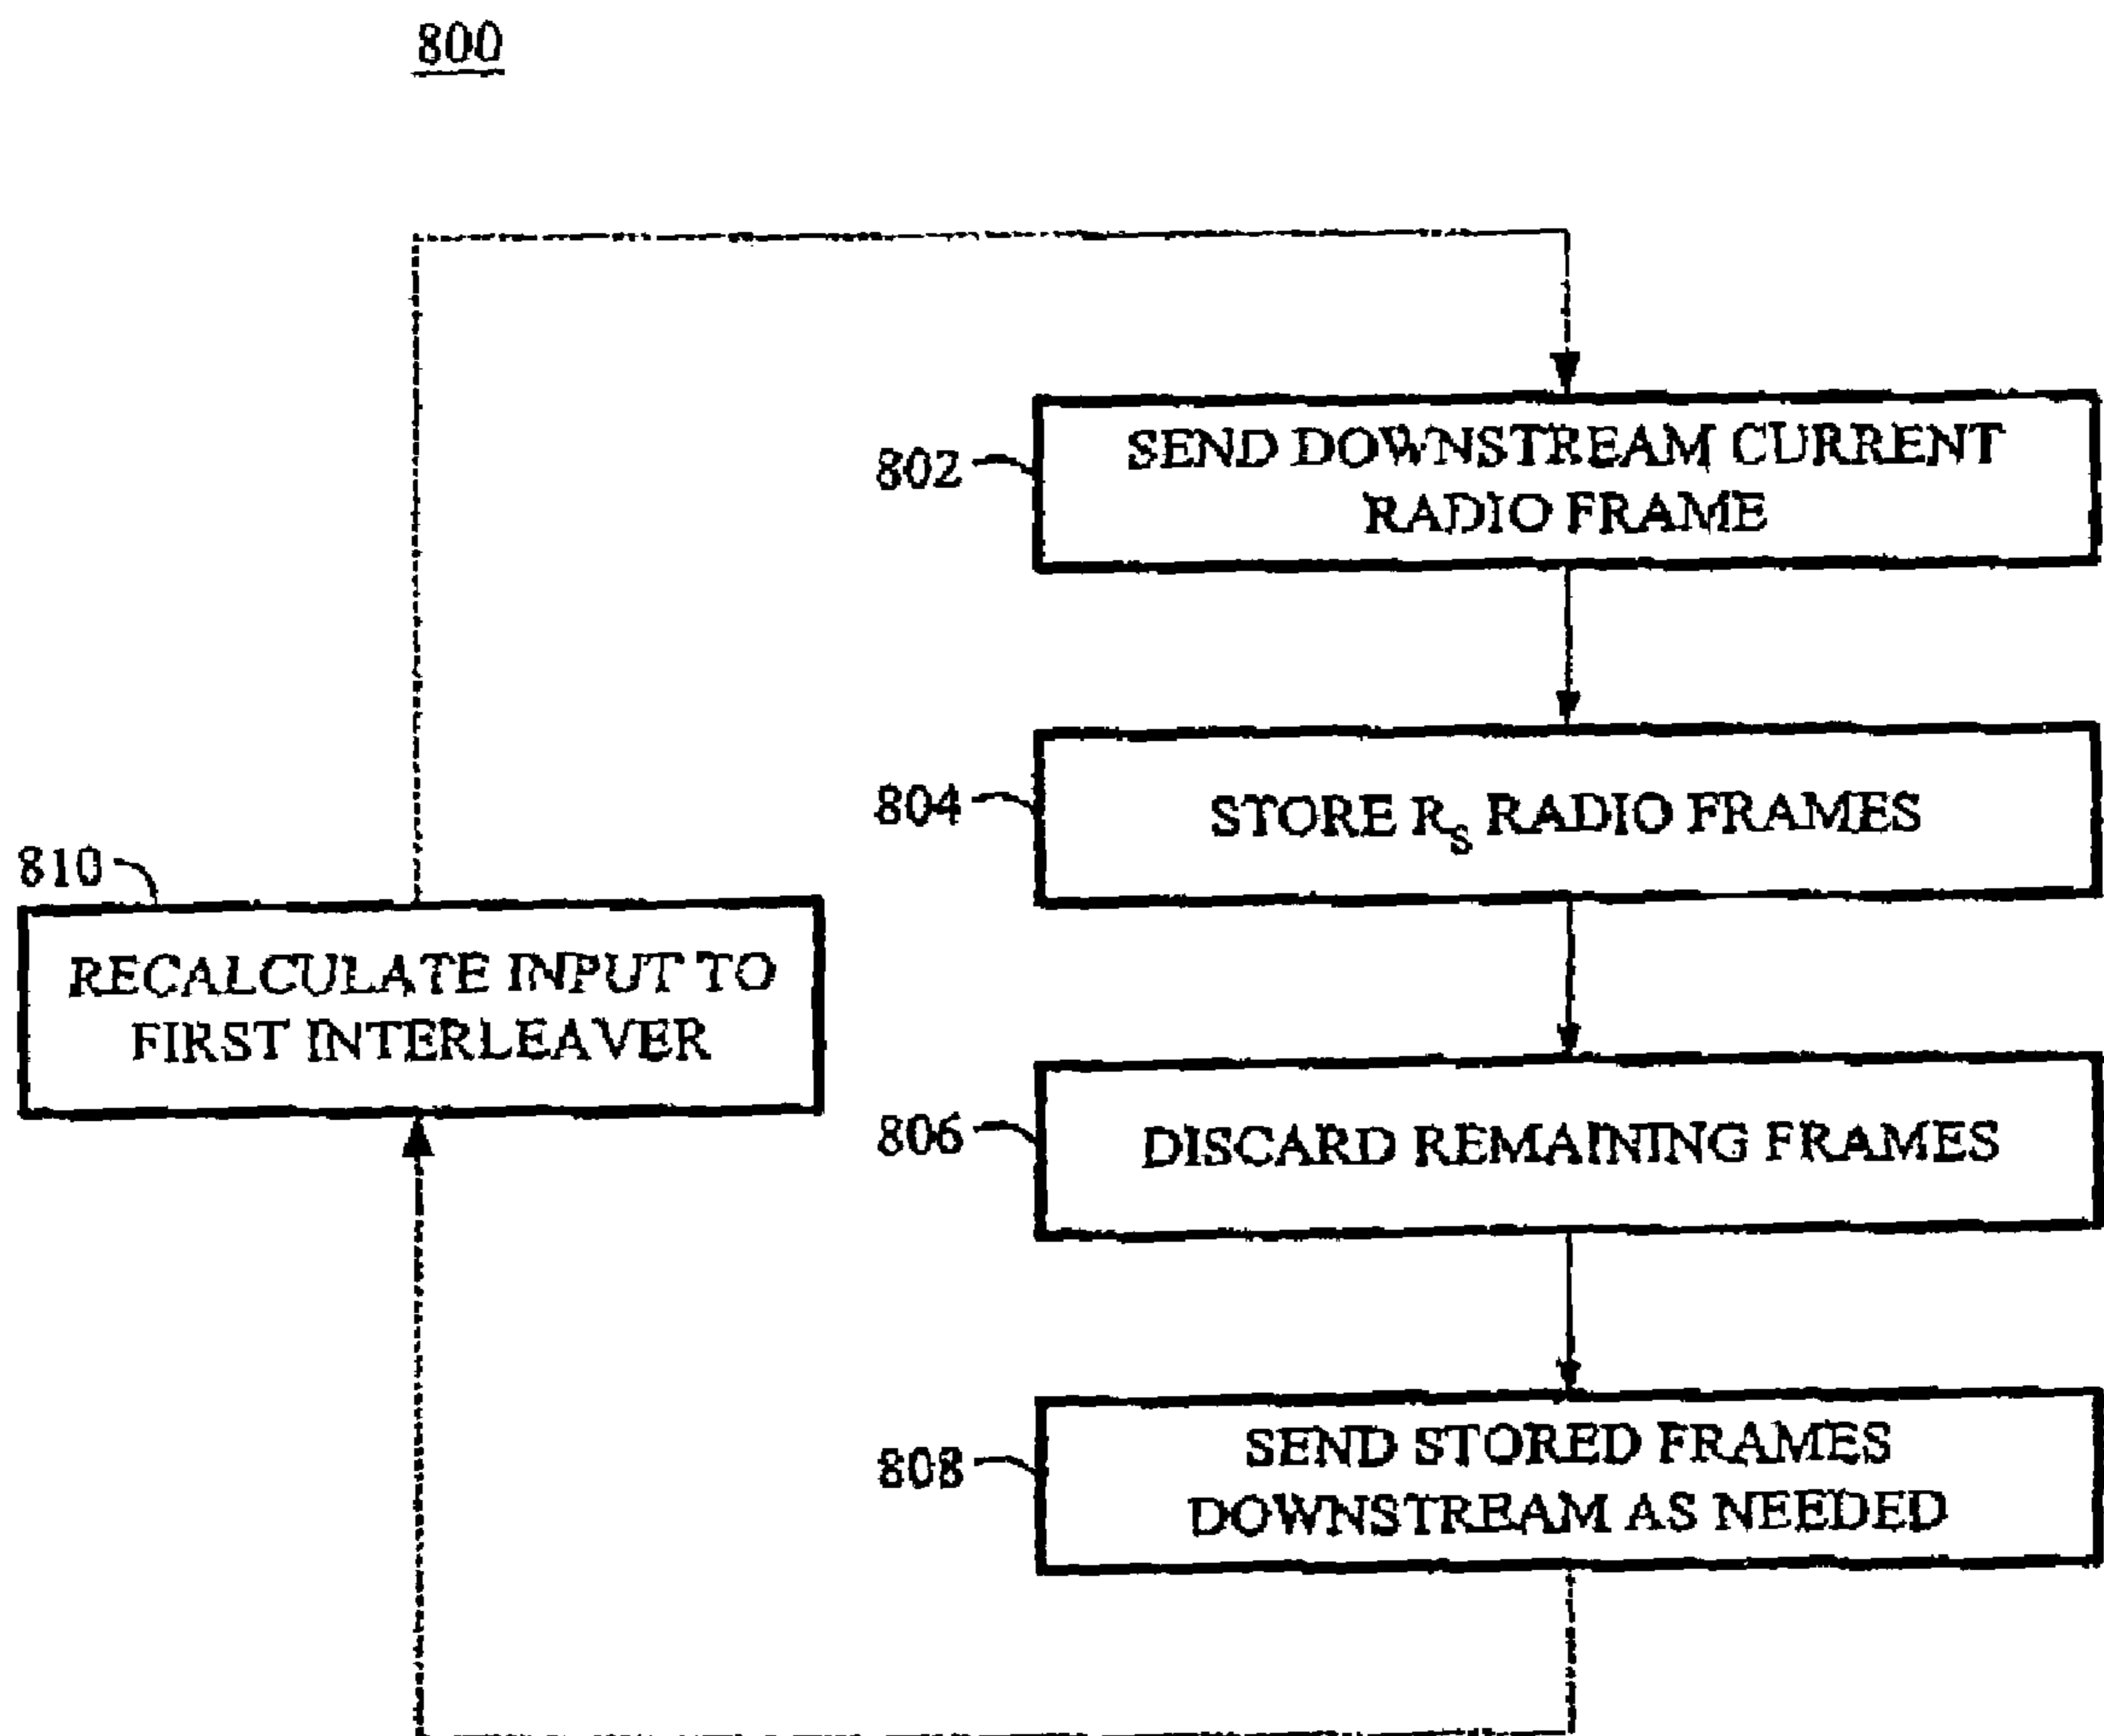 800
802
SEND DOWNSTREAM CURRENT
RADIO FRAME
804
STORE R_S RADIO FRAMES
810
RECALCULATE INPUT TO
FIRST INTERLEAVER
806
DISCARD REMAINING FRAMES
808
SEND STORED FRAMES
DOWNSTREAM AS NEEDED